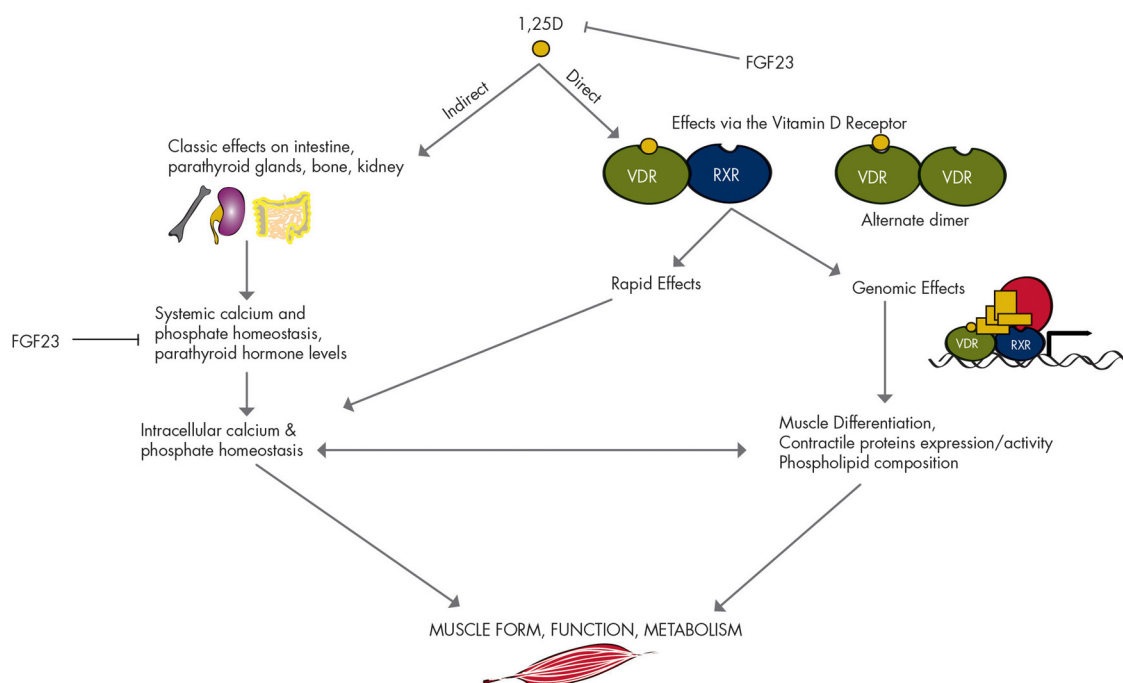 1,25D
FGF23
Indirect
Direct
Effects via the Vitamin D Receptor
Classic effects on intestine,
parathyroid glands, bone, kidney
VDR
RXR
VDR
VDR
Alternate dimer
Rapid Effects
Genomic Effects
VDR
RXR
FGF23
Systemic calcium and
phosphate homeostasis,
parathyroid hormone levels
Intracellular calcium &
phosphate homeostasis
Muscle Differentiation,
Contractile proteins expression/activity
Phospholipid composition
MUSCLE FORM, FUNCTION, METABOLISM